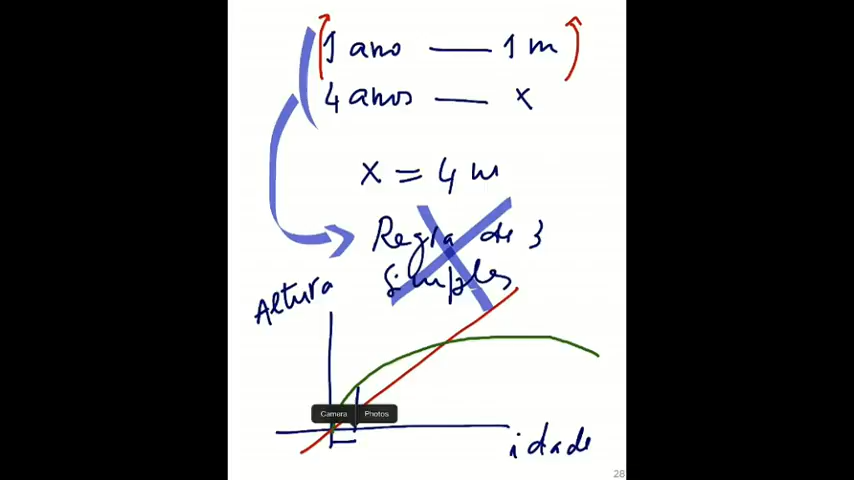 1 ano — 1 m
4 anos — x
x = 4 m
Regra de 3
Simples
Altura
Camera Photos
idade
28